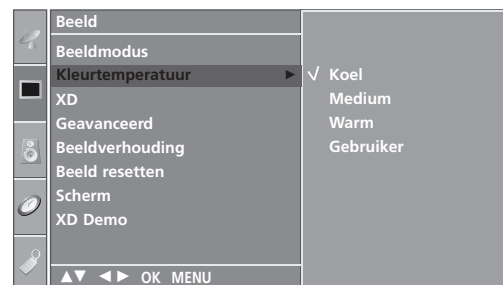 Beeld
Beeldmodus
Kleurtemperatuur ► √ Koel
XD Medium
Geavanceerd Warm
Beeldverhouding Gebruiker
Beeld resetten
Scherm
XD Demo
▲▼ ◄► OK MENU